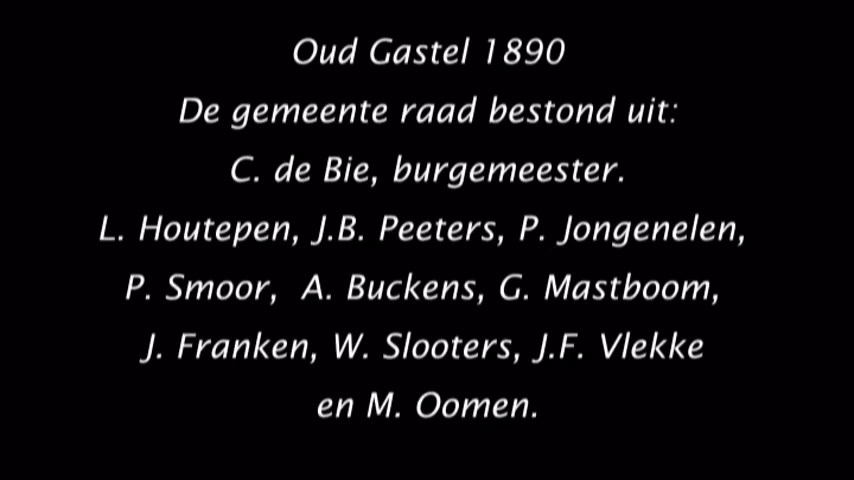 Oud Gastel 1890
De gemeente raad bestond uit:
C. de Bie, burgemeester.
L. Houtepen, J.B. Peeters, P. Jongenelen,
P. Smoor, A. Buckens, G. Mastboom,
J. Franken, W. Slooters, J.F. Vlekke
en M. Oomen.